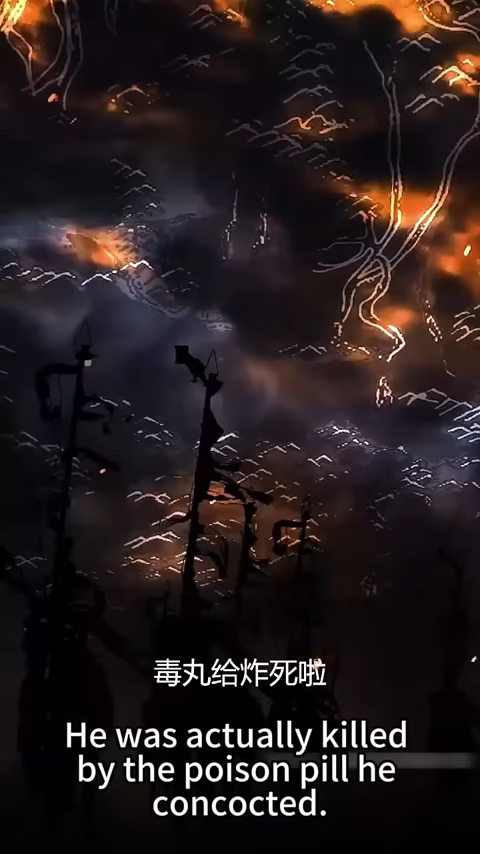 毒丸给炸死啦
He was actually killed
by the poison pill he
concocted.